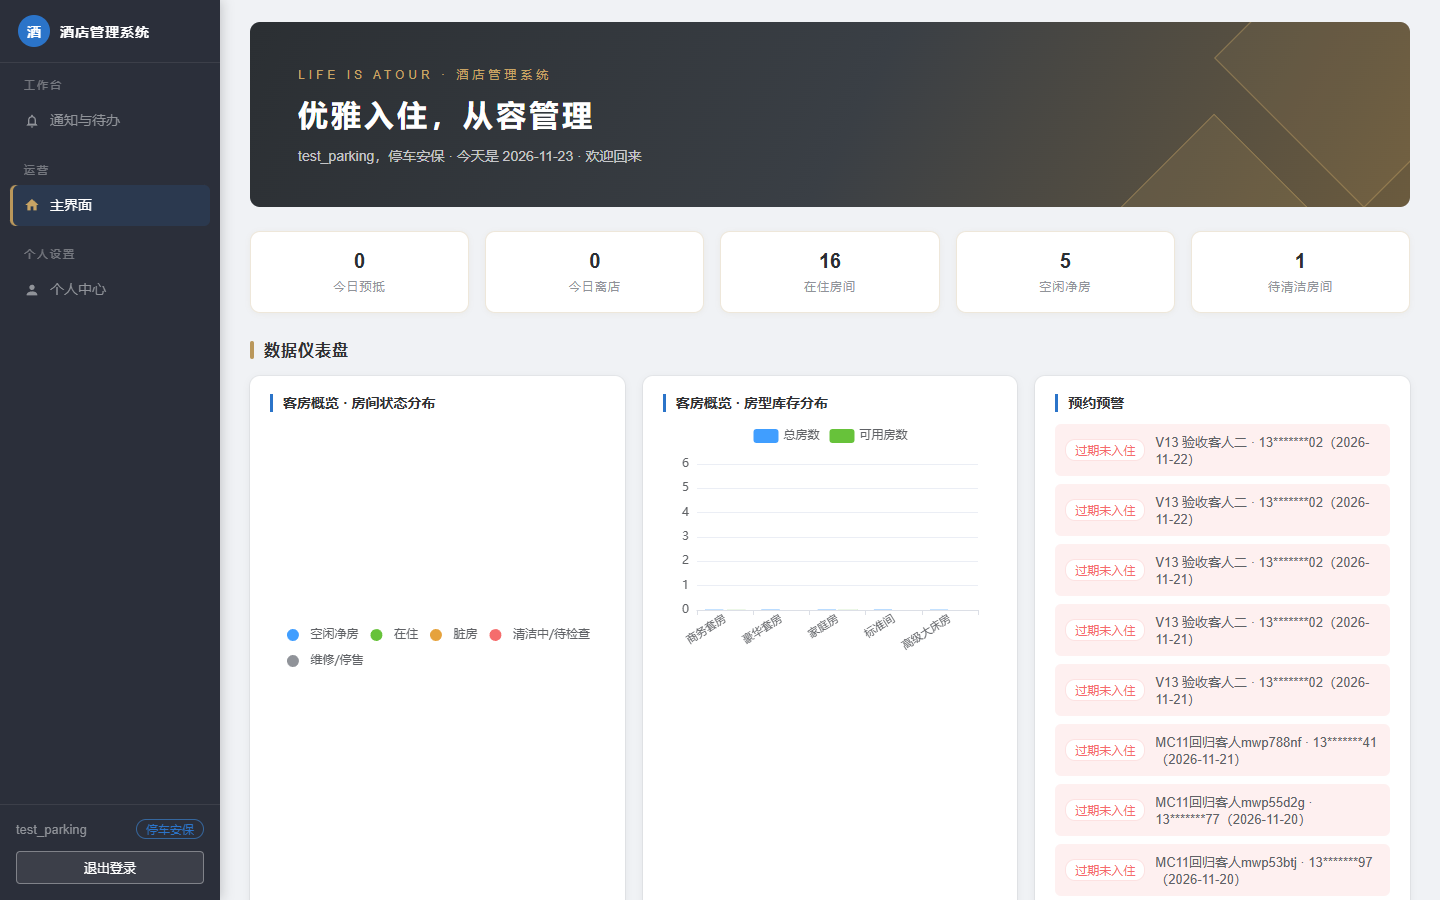 酒 酒店管理系统
工作台
通知与待办
运营
主界面
个人设置
个人中心
test_parking 停车安保
退出登录
LIFE IS ATOUR · 酒店管理系统
优雅入住，从容管理
test_parking，停车安保 · 今天是 2026-11-23 · 欢迎回来
0
今日预抵
0
今日离店
16
在住房间
5
空闲净房
1
待清洁房间
数据仪表盘
客房概览 · 房间状态分布
空闲净房 在住 脏房 清洁中/待检查
维修/停售
客房概览 · 房型库存分布
总房数 可用房数
6
5
4
3
2
1
0
商务套房 豪华套房 家庭房 标准间 高级大床房
预约预警
过期未入住 V13 验收客人二 · 13*******02（2026-
11-22）
过期未入住 V13 验收客人二 · 13*******02（2026-
11-22）
过期未入住 V13 验收客人二 · 13*******02（2026-
11-21）
过期未入住 V13 验收客人二 · 13*******02（2026-
11-21）
过期未入住 V13 验收客人二 · 13*******02（2026-
11-21）
过期未入住 MC11回归客人mwp788nf · 13*******41
（2026-11-21）
过期未入住 MC11回归客人mwp55d2g ·
13*******77（2026-11-20）
过期未入住 MC11回归客人mwp53btj · 13*******97
（2026-11-20）